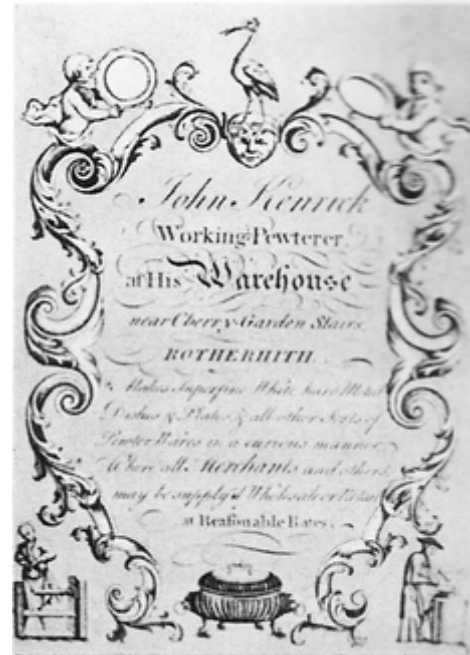 John Kenrick
Working Pewterer,
at His Warehouse
near Cherry-Garden Stairs,
ROTHERHITH
Makes Superfine White hard Metal
Dishes & Plates & all other Sorts of
Pewter Wares in a curious manner
Where all Merchants and others,
may be supply'd Wholesale or Retail
at Reasonable Rates.